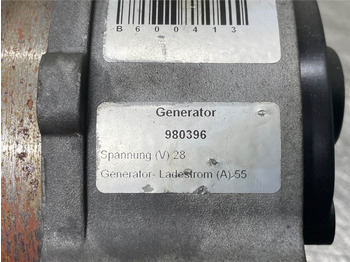 B600413
Generator
980396
Spannung (V) 28
Generator- Ladestrom (A) 55